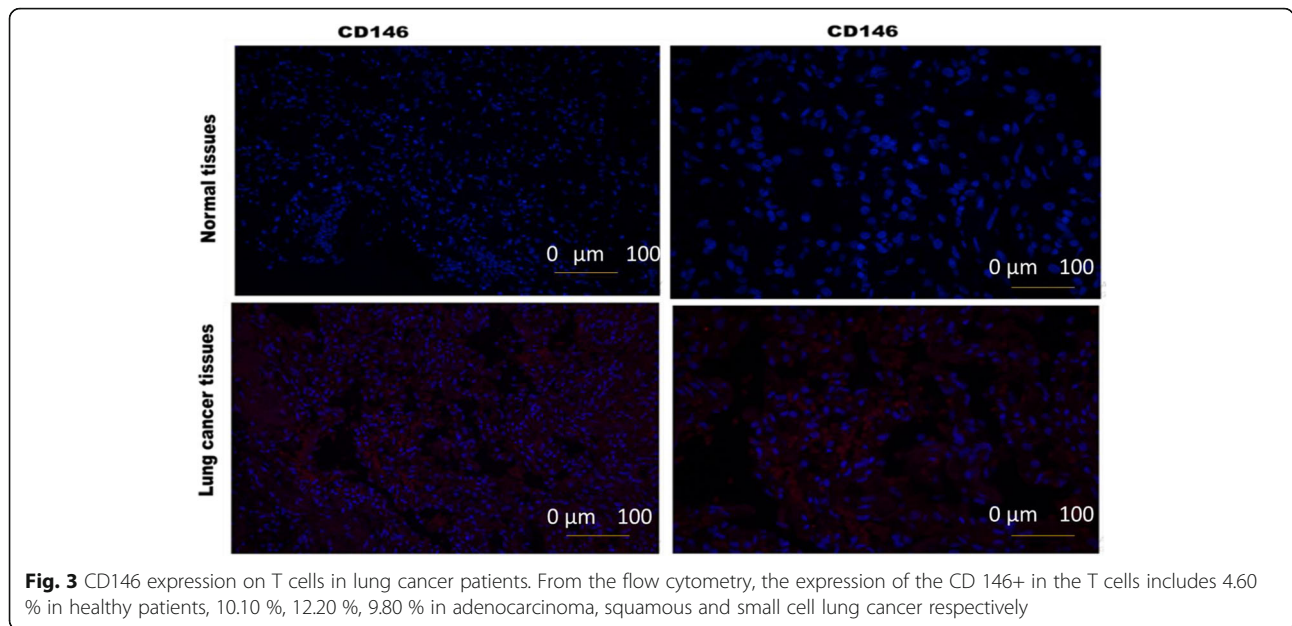 CD146 CD146
Normal tissues
0 μm 100 0 μm 100
Lung cancer tissues
0 μm 100 0 μm 100
Fig. 3 CD146 expression on T cells in lung cancer patients. From the flow cytometry, the expression of the CD 146+ in the T cells includes 4.60
% in healthy patients, 10.10 %, 12.20 %, 9.80 % in adenocarcinoma, squamous and small cell lung cancer respectively